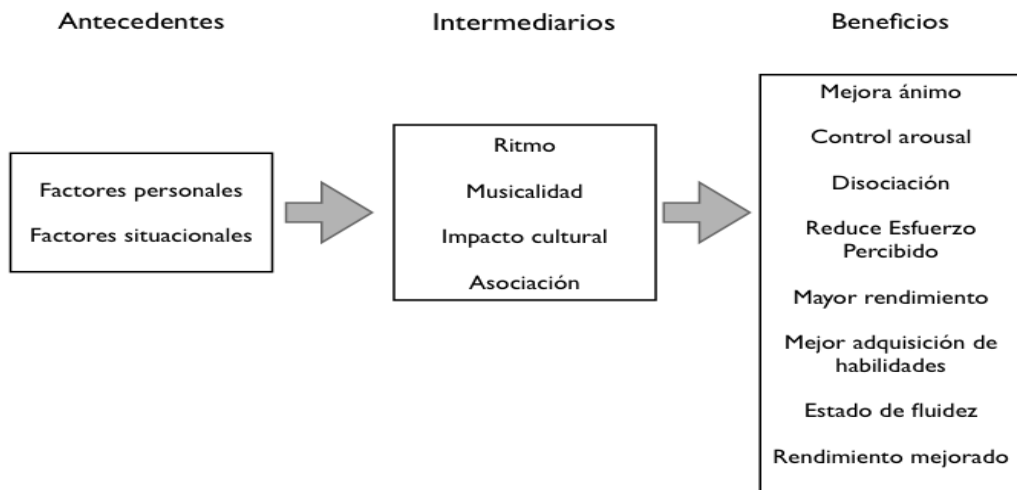 Antecedentes
Intermediarios
Beneficios
Factores personales
Factores situacionales
Ritmo
Musicalidad
Impacto cultural
Asociación
Mejora ánimo
Control arousal
Disociación
Reduce Esfuerzo
Percibido
Mayor rendimiento
Mejor adquisición de
habilidades
Estado de fluidez
Rendimiento mejorado